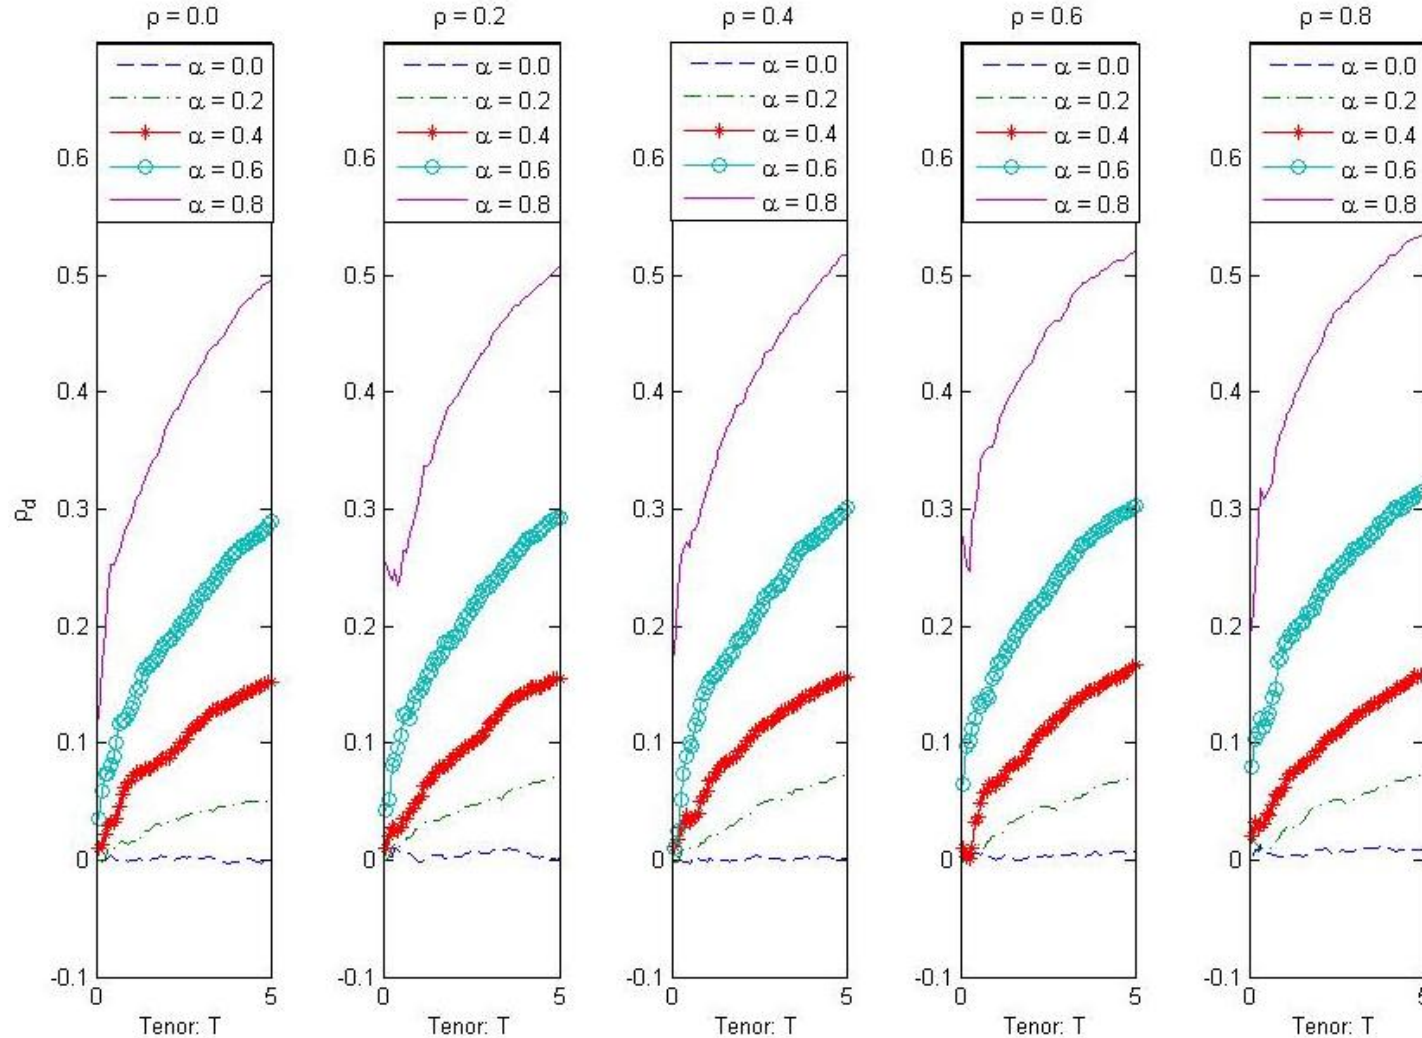 ρ = 0.0
α = 0.0
α = 0.2
α = 0.4
α = 0.6
α = 0.8
0.6
0.5
0.4
0.3
0.2
0.1
0
-0.1
ρd
0
5
Tenor: T
ρ = 0.2
α = 0.0
α = 0.2
α = 0.4
α = 0.6
α = 0.8
0.6
0.5
0.4
0.3
0.2
0.1
0
-0.1
0
5
Tenor: T
ρ = 0.4
α = 0.0
α = 0.2
α = 0.4
α = 0.6
α = 0.8
0.6
0.5
0.4
0.3
0.2
0.1
0
-0.1
0
5
Tenor: T
ρ = 0.6
α = 0.0
α = 0.2
α = 0.4
α = 0.6
α = 0.8
0.6
0.5
0.4
0.3
0.2
0.1
0
-0.1
0
5
Tenor: T
ρ = 0.8
α = 0.0
α = 0.2
α = 0.4
α = 0.6
α = 0.8
0.6
0.5
0.4
0.3
0.2
0.1
0
-0.1
0
5
Tenor: T